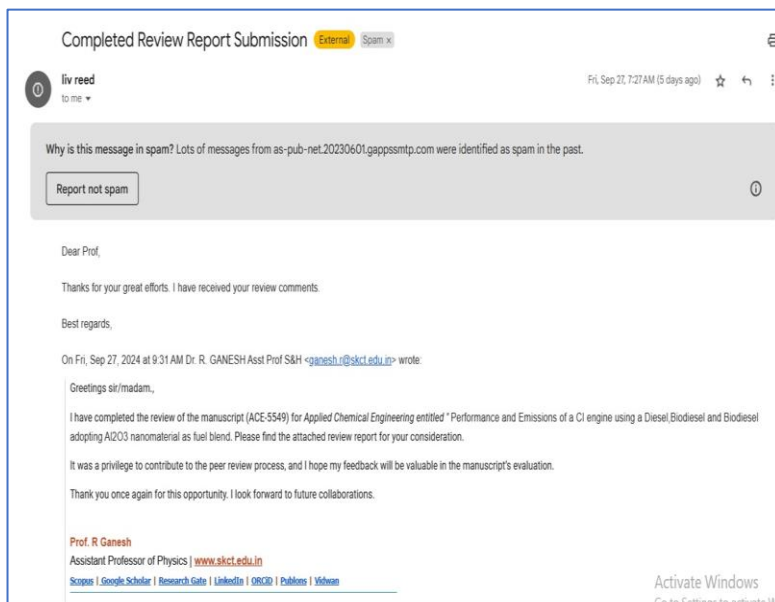 Completed Review Report Submission External Spam ×
liv reed
Fri, Sep 27, 7:27 AM (5 days ago)
to me
Why is this message in spam? Lots of messages from as-pub-net.20230601.gappssmtp.com were identified as spam in the past.
Report not spam
Dear Prof,
Thanks for your great efforts. I have received your review comments.
Best regards,
On Fri, Sep 27, 2024 at 9:31 AM Dr. R. GANESH Asst Prof S&H <ganesh.r@skct.edu.in> wrote:
Greetings sir/madam.,
I have completed the review of the manuscript (ACE-5549) for Applied Chemical Engineering entitled " Performance and Emissions of a CI engine using a Diesel,Biodiesel and Biodiesel
adopting Al2O3 nanomaterial as fuel blend. Please find the attached review report for your consideration.
It was a privilege to contribute to the peer review process, and I hope my feedback will be valuable in the manuscript's evaluation.
Thank you once again for this opportunity. I look forward to future collaborations.
Prof. R Ganesh
Assistant Professor of Physics | www.skct.edu.in
Scopus | Google Scholar | Research Gate | LinkedIn | ORCiD | Publons | Vidwan
Activate Windows
Go to Settings to activate